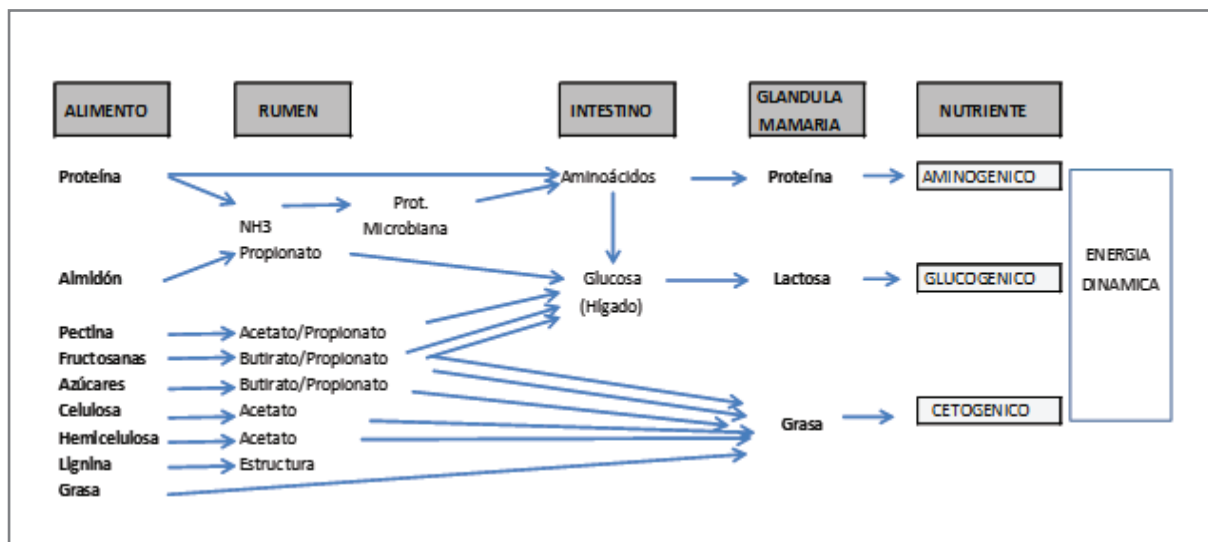 ALIMENTO RUMEN INTESTINO GLANDULA MAMARIA NUTRIENTE
Proteína Aminoácidos Proteína AMINOGENICO
Prot.
Microbiana
NH3
Propionato
Almidón Glucosa Lactosa GLUCOGENICO
(Hígado)
ENERGIA
DINAMICA
Pectina Acetato/Propionato
Fructosanas Butirato/Propionato
Azúcares Butirato/Propionato
Celulosa Acetato
Grasa CETOGENICO
Hemicelulosa Acetato
Lignina Estructura
Grasa